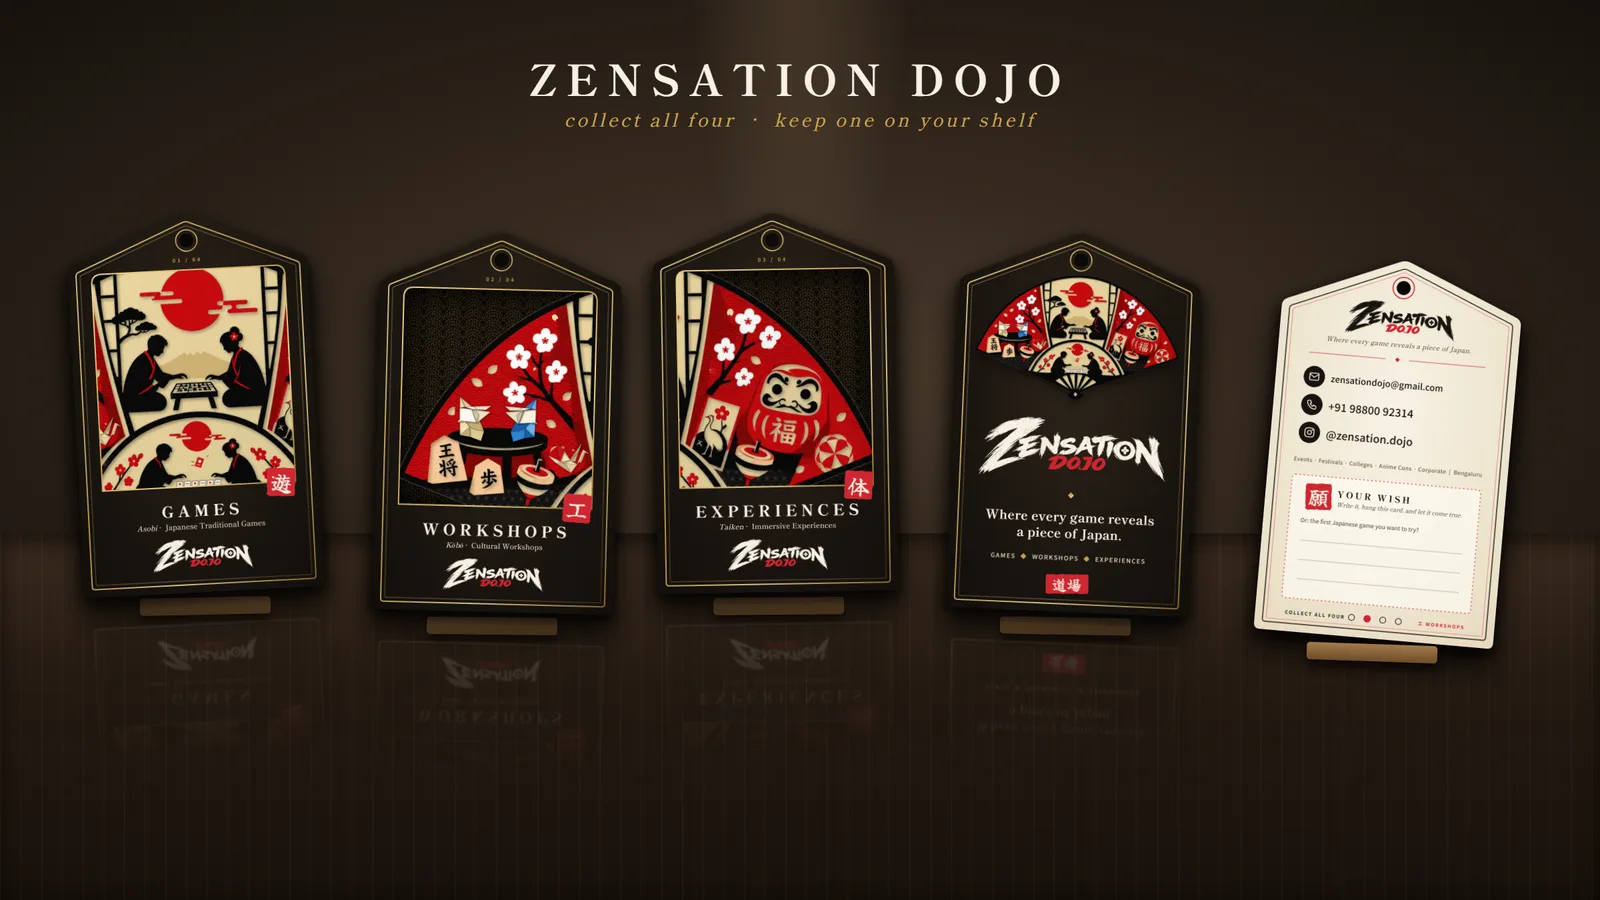 ZENSATION DOJO
collect all four · keep one on your shelf
01 / 04
遊
GAMES
Asobi · Japanese Traditional Games
ZENSATION
DOJO
02 / 04
王将
歩
工
WORKSHOPS
Kōbō · Cultural Workshops
ZENSATION
DOJO
03 / 04
福
体
EXPERIENCES
Taiken · Immersive Experiences
ZENSATION
DOJO
王将
歩
福
ZENSATION
DOJO
Where every game reveals
a piece of Japan.
GAMES ◆ WORKSHOPS ◆ EXPERIENCES
道場
ZENSATION
DOJO
Where every game reveals a piece of Japan.
zensationdojo@gmail.com
+91 98800 92314
@zensation.dojo
Events · Festivals · Colleges · Anime Cons · Corporate | Bengaluru
願
YOUR WISH
Write it, hang this card, and let it come true.
Or: the first Japanese game you want to try?
COLLECT ALL FOUR
工 WORKSHOPS